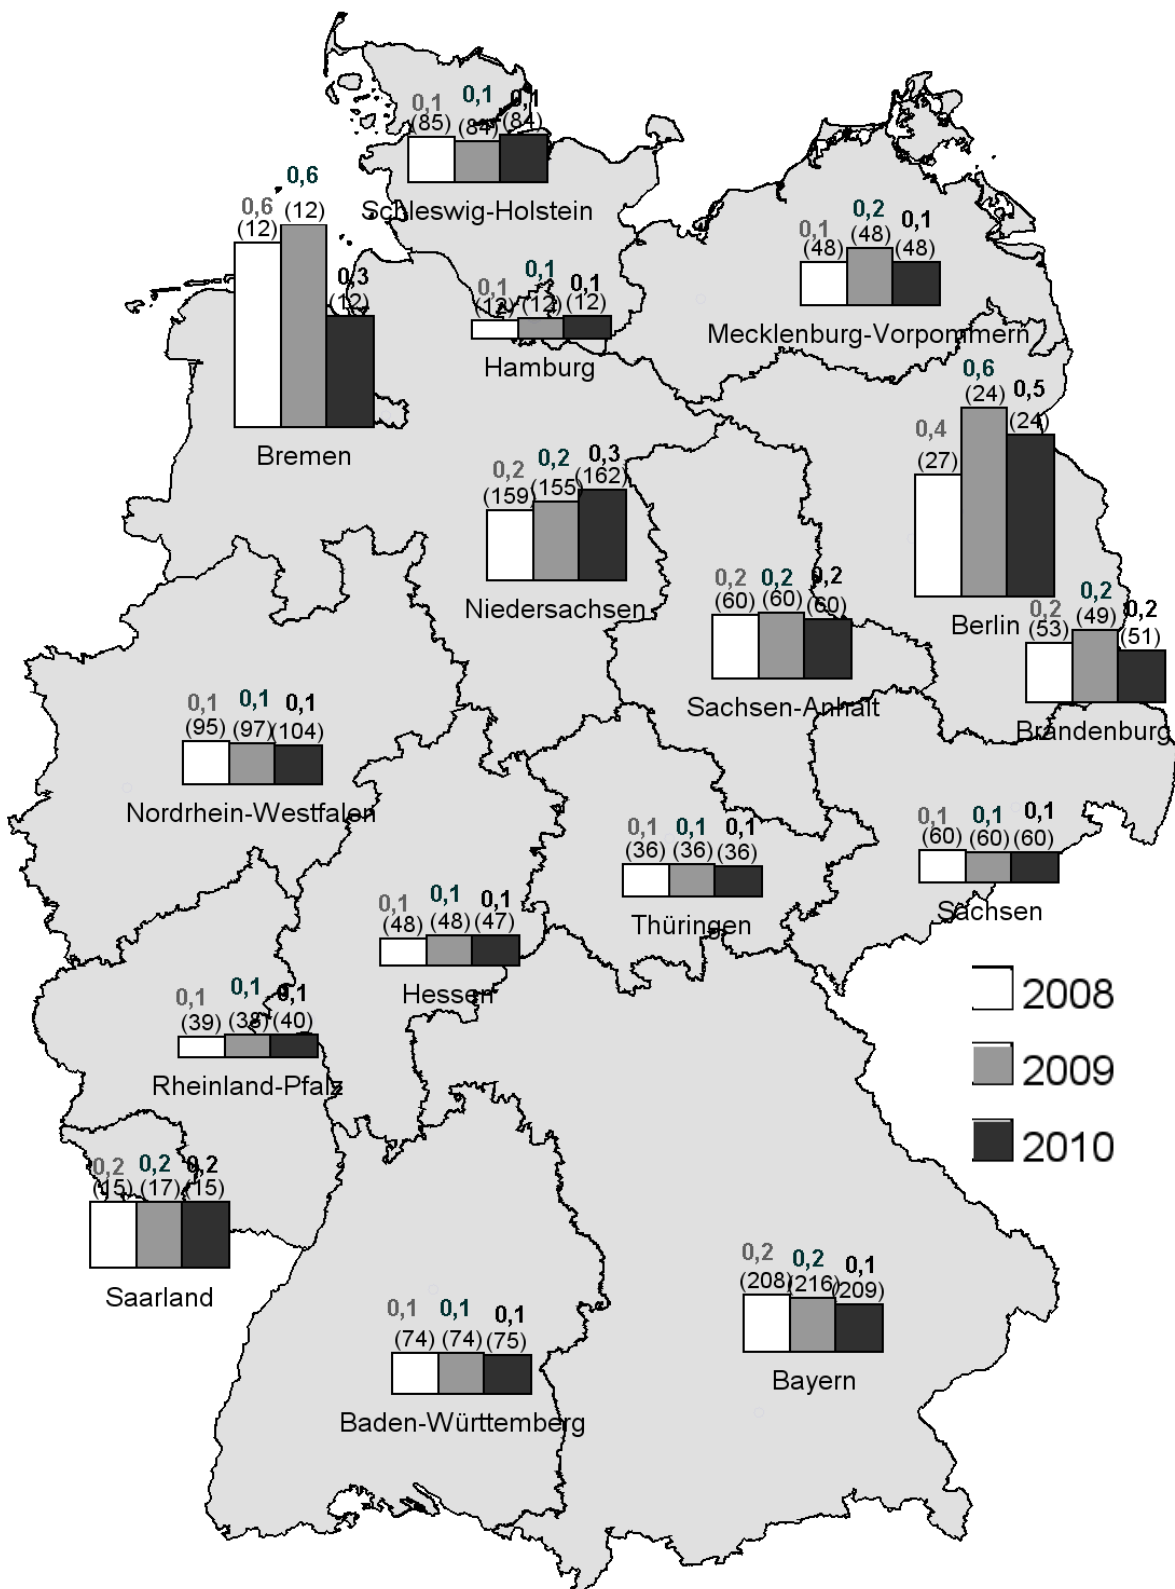 0,1 0,1 0,1
(85) (84) (84)
Schleswig-Holstein
0,6 0,6 0,3
(12) (12) (12)
Bremen
0,1 0,1 0,1
(12) (12) (12)
Hamburg
0,1 0,2 0,1
(48) (48) (48)
Mecklenburg-Vorpommern
0,4 0,6 0,5
(27) (24) (24)
Berlin
0,2 0,2 0,3
(159) (155) (162)
Niedersachsen
0,2 0,2 0,2
(60) (60) (60)
Sachsen-Anhalt
0,2 0,2 0,2
(53) (49) (51)
Brandenburg
0,1 0,1 0,1
(95) (97) (104)
Nordrhein-Westfalen
0,1 0,1 0,1
(36) (36) (36)
Thüringen
0,1 0,1 0,1
(60) (60) (60)
Sachsen
0,1 0,1 0,1
(48) (48) (47)
Hessen
0,1 0,1 0,1
(39) (38) (40)
Rheinland-Pfalz
2008
2009
2010
0,2 0,2 0,2
(15) (17) (15)
Saarland
0,2 0,2 0,1
(208) (216) (209)
Bayern
0,1 0,1 0,1
(74) (74) (75)
Baden-Württemberg